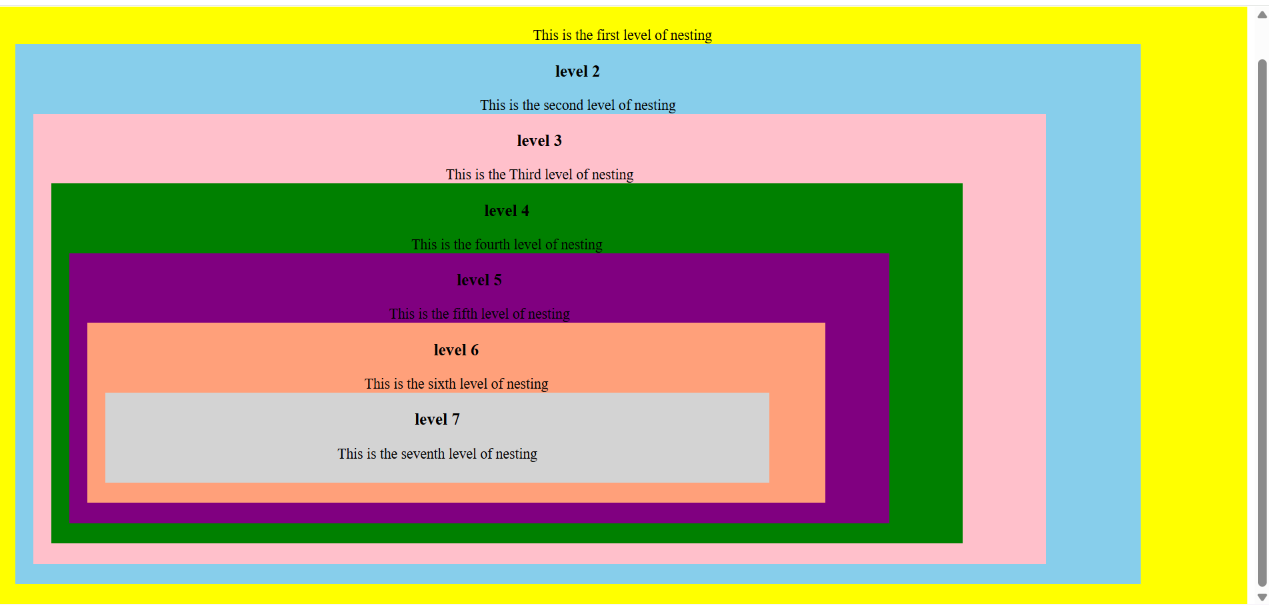 This is the first level of nesting
level 2
This is the second level of nesting
level 3
This is the Third level of nesting
level 4
This is the fourth level of nesting
level 5
This is the fifth level of nesting
level 6
This is the sixth level of nesting
level 7
This is the seventh level of nesting